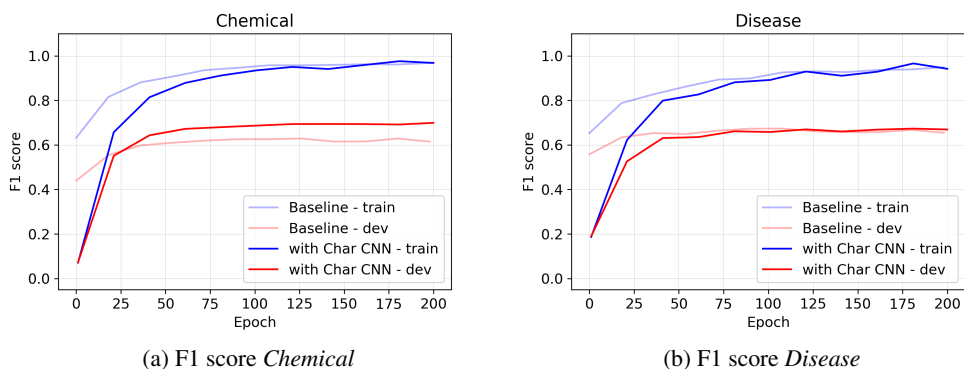 Chemical
F1 score
1.0
0.8
0.6
0.4
0.2
0.0
Baseline - train
Baseline - dev
with Char CNN - train
with Char CNN - dev
0 25 50 75 100 125 150 175 200
Epoch
(a) F1 score Chemical
Disease
F1 score
1.0
0.8
0.6
0.4
0.2
0.0
Baseline - train
Baseline - dev
with Char CNN - train
with Char CNN - dev
0 25 50 75 100 125 150 175 200
Epoch
(b) F1 score Disease